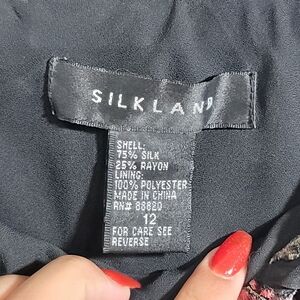 SILKLAND
SHELL:
75% SILK
25% RAYON
LINING:
100% POLYESTER
MADE IN CHINA
RN# 88820
12
FOR CARE SEE
REVERSE